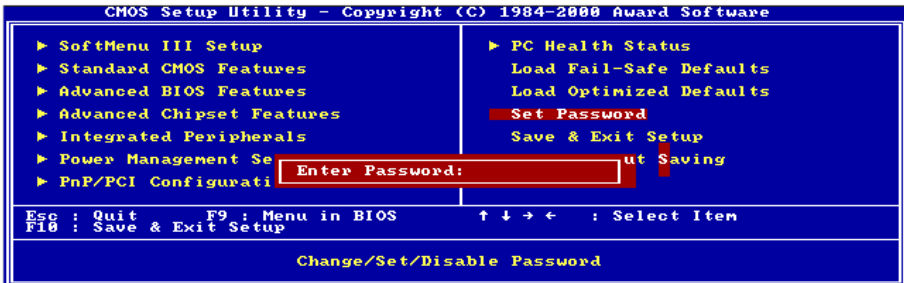 CMOS Setup Utility - Copyright (C) 1984-2000 Award Software
► SoftMenu III Setup
► Standard CMOS Features
► Advanced BIOS Features
► Advanced Chipset Features
► Integrated Peripherals
► Power Management Se
► PnP/PCI Configurati
► PC Health Status
Load Fail-Safe Defaults
Load Optimized Defaults
Set Password
Save & Exit Setup
ut Saving
Enter Password:
Esc : Quit F9 : Menu in BIOS ↑ ↓ → ← : Select Item
F10 : Save & Exit Setup
Change/Set/Disable Password